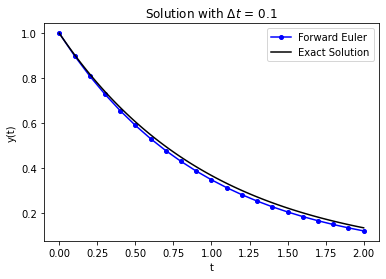 Solution with Δt = 0.1
Forward Euler
Exact Solution
1.0
0.8
0.6
0.4
0.2
y(t)
0.00 0.25 0.50 0.75 1.00 1.25 1.50 1.75 2.00
t